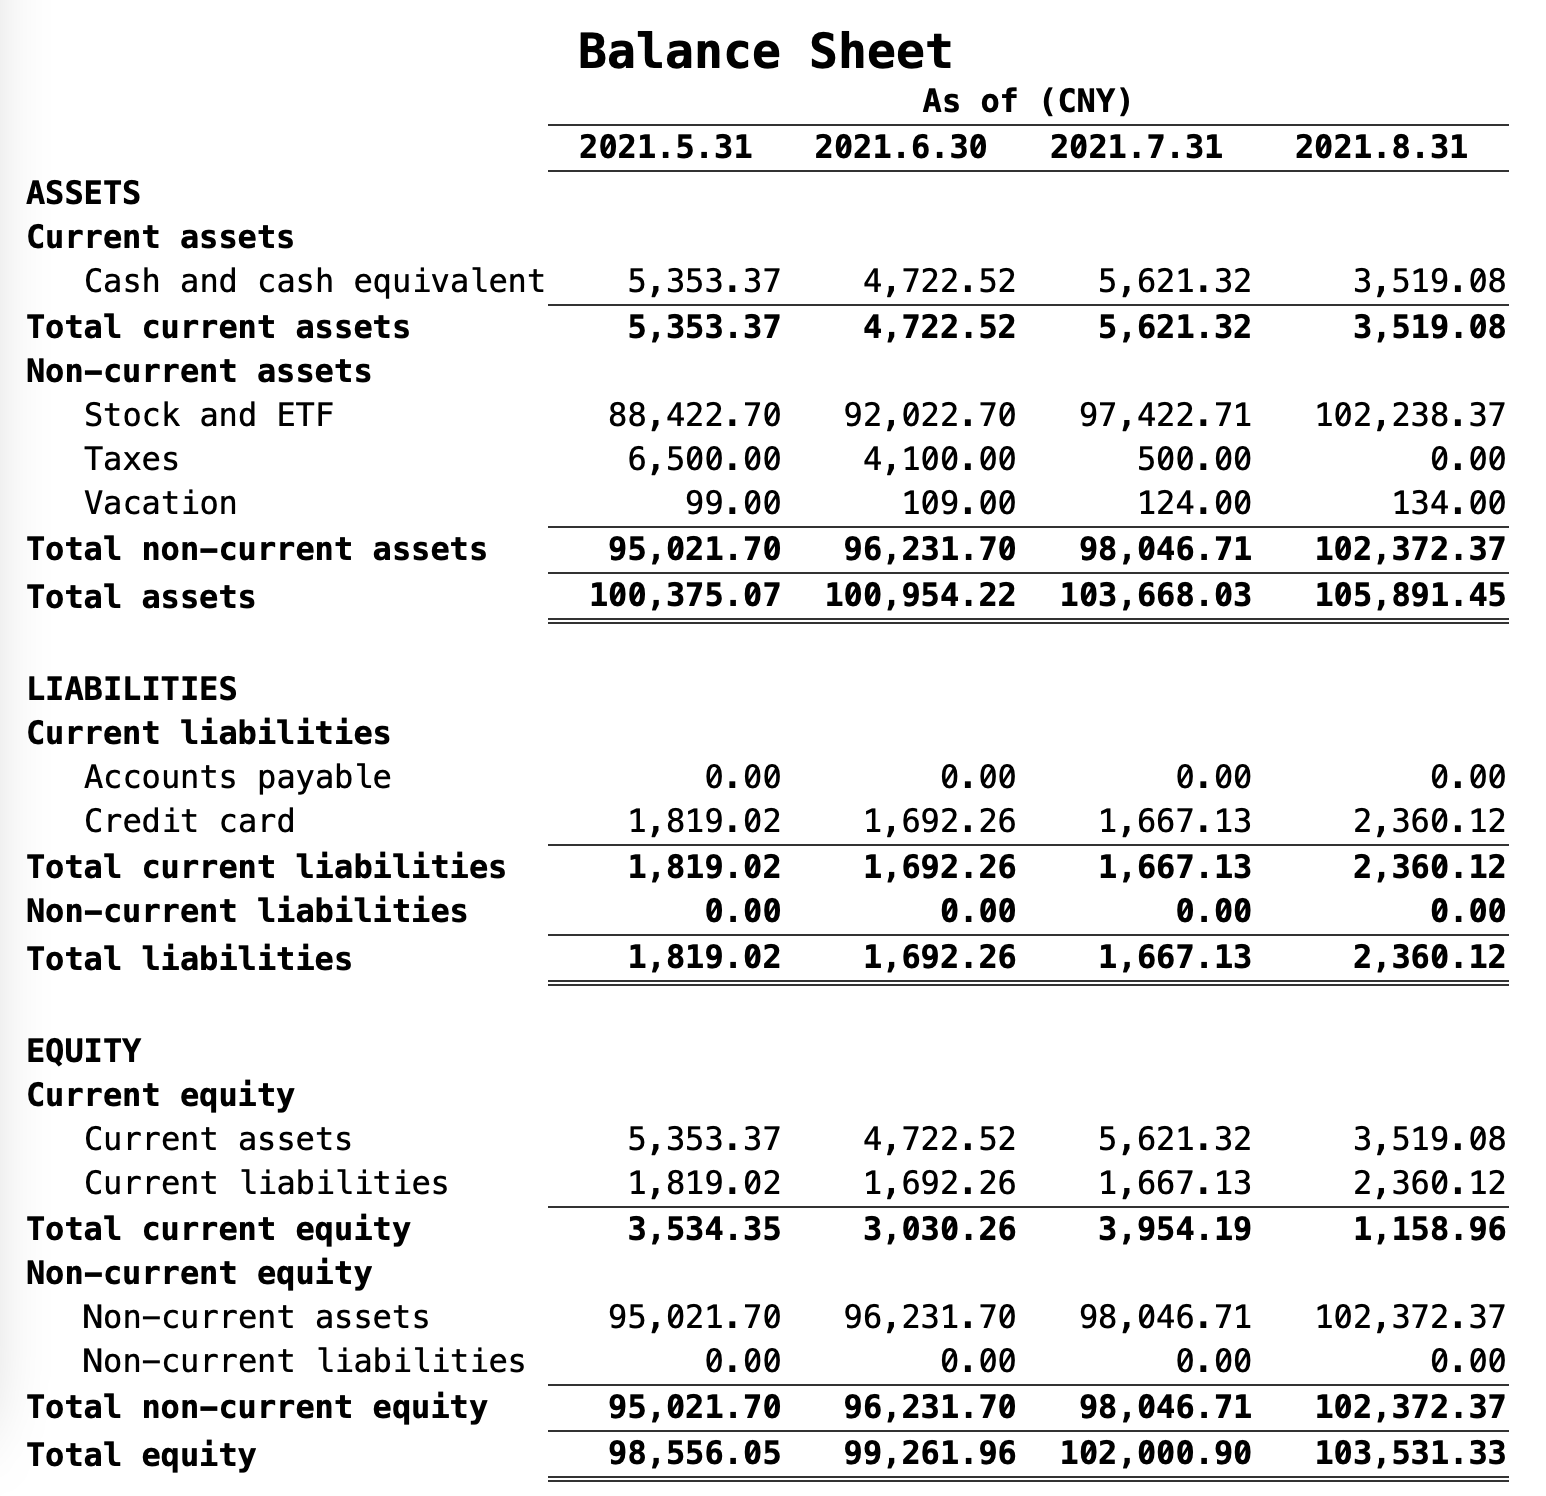 Balance Sheet
As of (CNY)
2021.5.31 2021.6.30 2021.7.31 2021.8.31
ASSETS
Current assets
Cash and cash equivalent 5,353.37 4,722.52 5,621.32 3,519.08
Total current assets 5,353.37 4,722.52 5,621.32 3,519.08
Non-current assets
Stock and ETF 88,422.70 92,022.70 97,422.71 102,238.37
Taxes 6,500.00 4,100.00 500.00 0.00
Vacation 99.00 109.00 124.00 134.00
Total non-current assets 95,021.70 96,231.70 98,046.71 102,372.37
Total assets 100,375.07 100,954.22 103,668.03 105,891.45
LIABILITIES
Current liabilities
Accounts payable 0.00 0.00 0.00 0.00
Credit card 1,819.02 1,692.26 1,667.13 2,360.12
Total current liabilities 1,819.02 1,692.26 1,667.13 2,360.12
Non-current liabilities 0.00 0.00 0.00 0.00
Total liabilities 1,819.02 1,692.26 1,667.13 2,360.12
EQUITY
Current equity
Current assets 5,353.37 4,722.52 5,621.32 3,519.08
Current liabilities 1,819.02 1,692.26 1,667.13 2,360.12
Total current equity 3,534.35 3,030.26 3,954.19 1,158.96
Non-current equity
Non-current assets 95,021.70 96,231.70 98,046.71 102,372.37
Non-current liabilities 0.00 0.00 0.00 0.00
Total non-current equity 95,021.70 96,231.70 98,046.71 102,372.37
Total equity 98,556.05 99,261.96 102,000.90 103,531.33